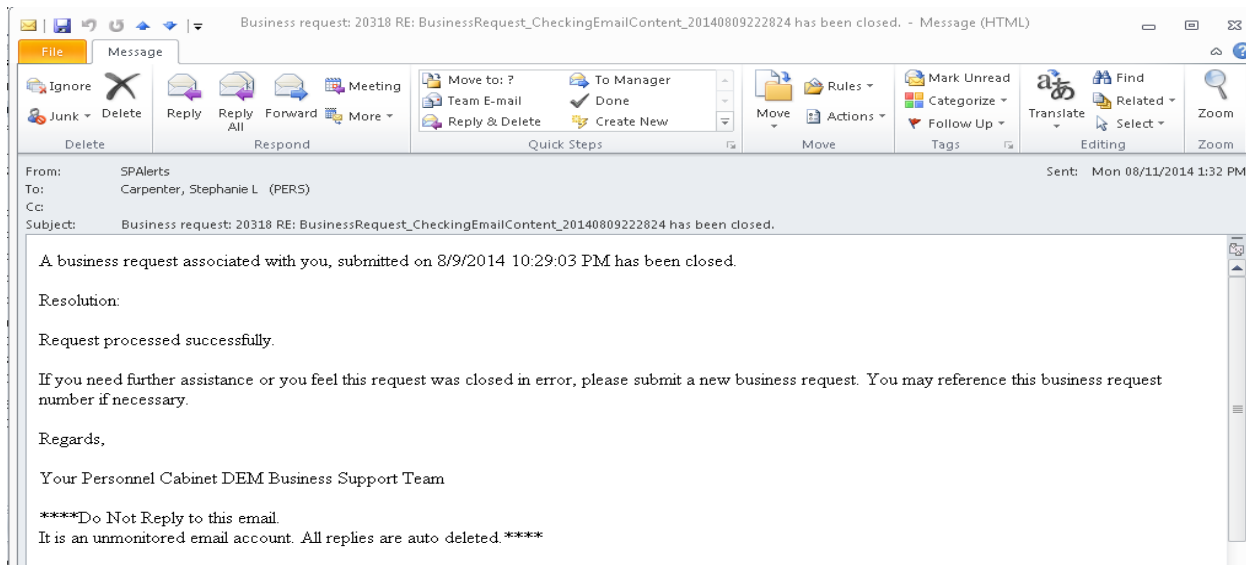 Business request: 20318 RE: BusinessRequest_CheckingEmailContent_20140809222824 has been closed. - Message (HTML)
File Message
Ignore
Junk
Delete
Reply
Reply All
Forward
Meeting
More
Move to: ?
Team E-mail
Reply & Delete
To Manager
Done
Create New
Move
Rules
Actions
Mark Unread
Categorize
Follow Up
Translate
Find
Related
Select
Zoom
Delete Respond Quick Steps Move Tags Editing Zoom
From: SPAlerts Sent: Mon 08/11/2014 1:32 PM
To: Carpenter, Stephanie L (PERS)
Cc:
Subject: Business request: 20318 RE: BusinessRequest_CheckingEmailContent_20140809222824 has been closed.
A business request associated with you, submitted on 8/9/2014 10:29:03 PM has been closed.
Resolution:
Request processed successfully.
If you need further assistance or you feel this request was closed in error, please submit a new business request. You may reference this business request
number if necessary.
Regards,
Your Personnel Cabinet DEM Business Support Team
****Do Not Reply to this email.
It is an unmonitored email account. All replies are auto deleted.****